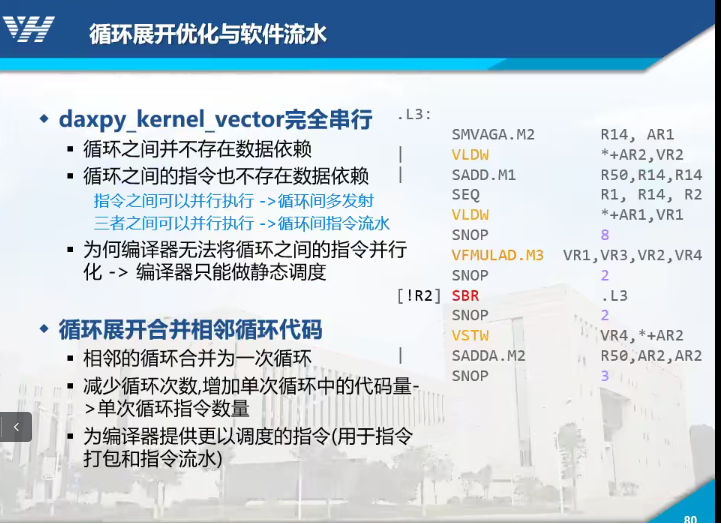 循环展开优化与软件流水
daxpy_kernel_vector完全串行
循环之间并不存在数据依赖
循环之间的指令也不存在数据依赖
指令之间可以并行执行 ->循环间多发射
三者之间可以并行执行 ->循环间指令流水
为何编译器无法将循环之间的指令并行
化 -> 编译器只能做静态调度
循环展开合并相邻循环代码
相邻的循环合并为一次循环
减少循环次数,增加单次循环中的代码量-
>单次循环指令数量
为编译器提供更以调度的指令(用于指令
打包和指令流水)
.L3:
SMVAGA.M2 R14, AR1
| VLDW *+AR2,VR2
| SADD.M1 R50,R14,R14
SEQ R1, R14, R2
VLDW *+AR1,VR1
SNOP 8
VFMULAD.M3 VR1,VR3,VR2,VR4
SNOP 2
[!R2] SBR .L3
SNOP 2
VSTW VR4,*+AR2
| SADDA.M2 R50,AR2,AR2
SNOP 3
80